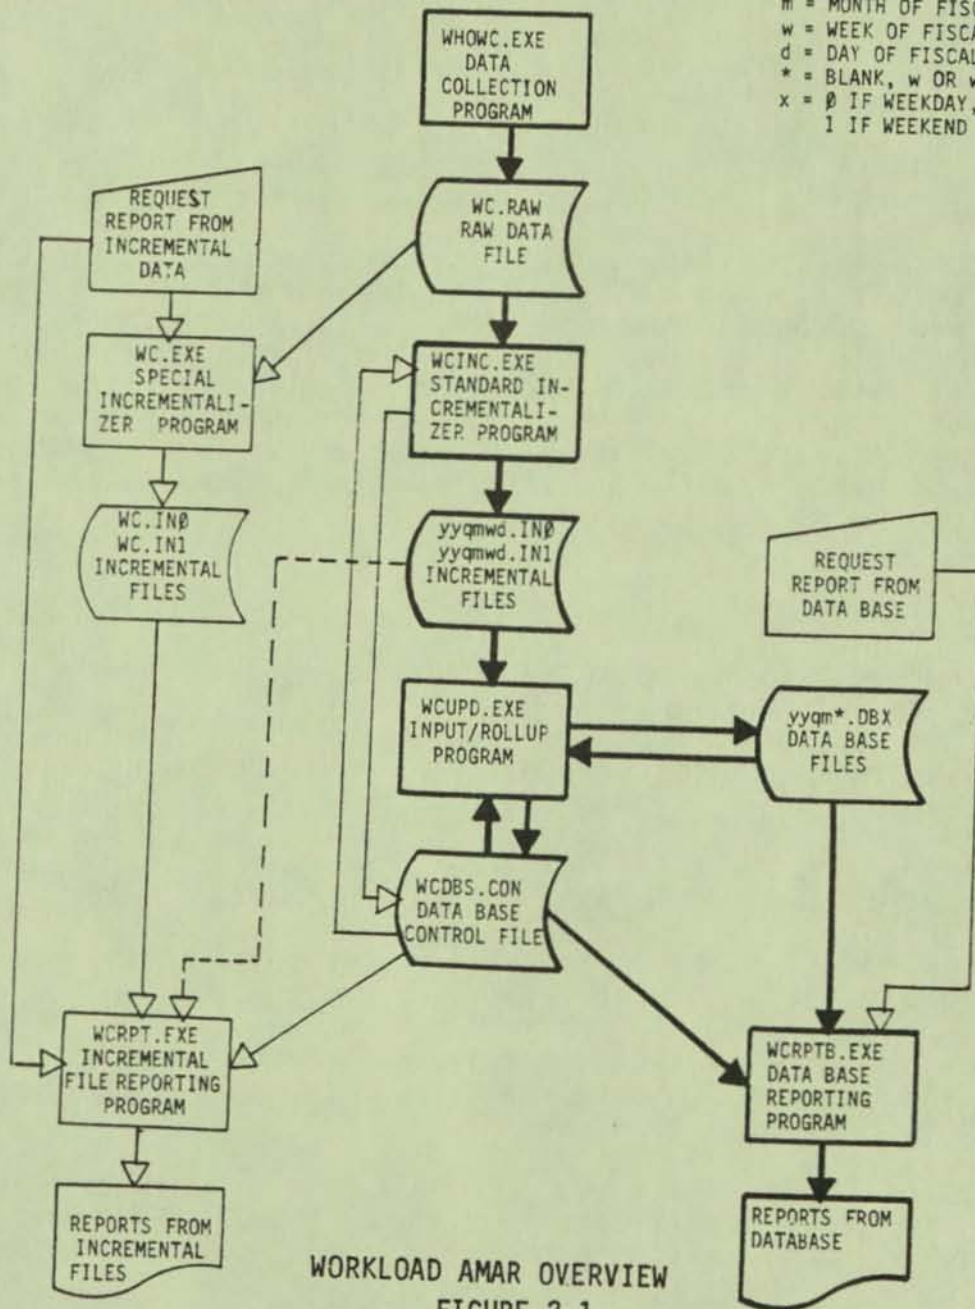 m = MONTH OF
w = WEEK OF
d = DAY OF
* = BLANK, w OR
x = Ø IF WEEKDAY,
1 IF WEEKEND
WHOWC.EXE
DATA
COLLECTION
PROGRAM
REQUEST
REPORT FROM
INCREMENTAL
DATA
WC.RAW
RAW DATA
FILE
WC.EXE
SPECIAL
INCREMENTALI-
ZER PROGRAM
WCINC.EXE
STANDARD IN-
CREMENTALI-
ZER PROGRAM
WC.INØ
WC.IN1
INCREMENTAL
FILES
yyqmwd.INØ
yyqmwd.IN1
INCREMENTAL
FILES
REQUEST
REPORT FROM
DATA BASE
WCUPD.EXE
INPUT/ROLLUP
PROGRAM
yyqm*.DBX
DATA BASE
FILES
WCDBS.CON
DATA BASE
CONTROL FILE
WCRPT.EXE
INCREMENTAL
FILE REPORTING
PROGRAM
WCRPTB.EXE
DATA BASE
REPORTING
PROGRAM
REPORTS FROM
INCREMENTAL
FILES
REPORTS FROM
DATABASE
WORKLOAD AMAR OVERVIEW
FIGURE